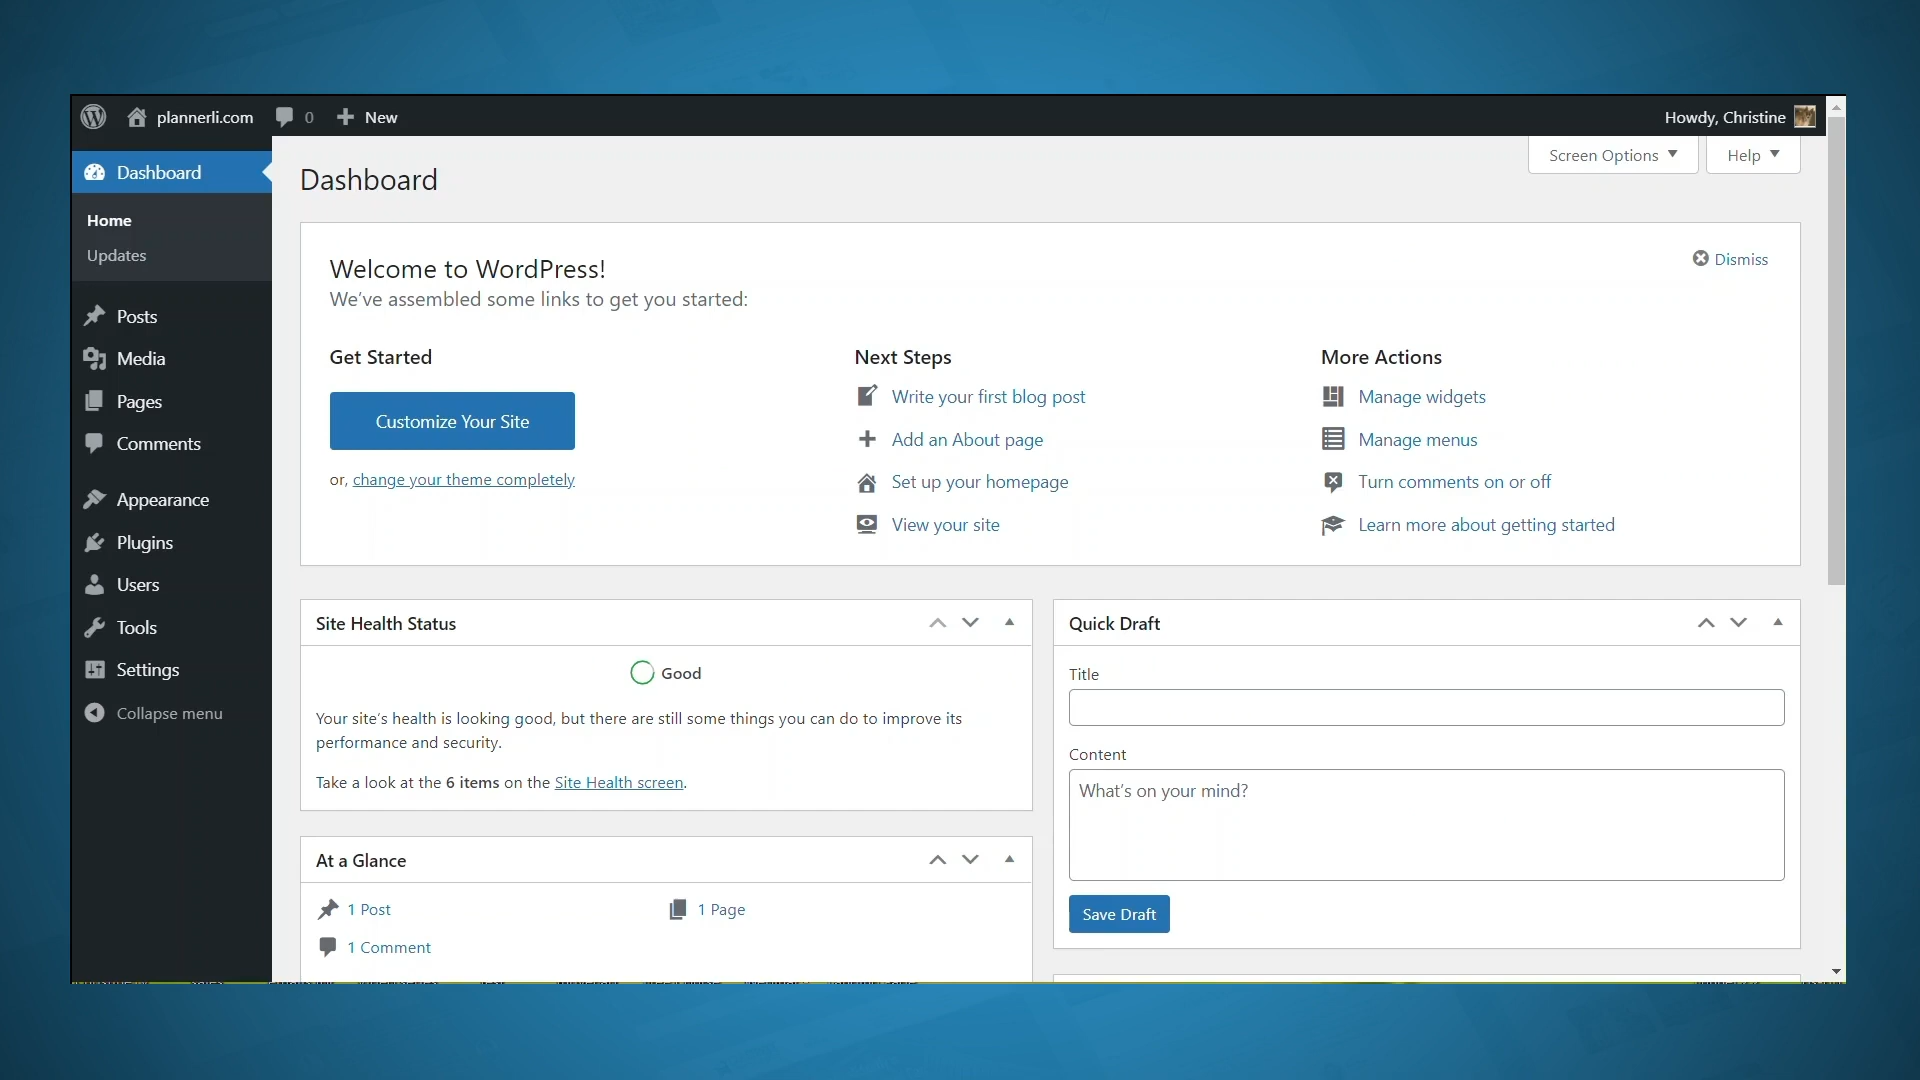 plannerli.com 0 New Howdy, Christine
Dashboard
Home
Updates
Posts
Media
Pages
Comments
Appearance
Plugins
Users
Tools
Settings
Collapse menu
Screen Options Help
Dashboard
Welcome to WordPress!
We've assembled some links to get you started:
Dismiss
Get Started
Customize Your Site
or, change your theme completely
Next Steps
Write your first blog post
Add an About page
Set up your homepage
View your site
More Actions
Manage widgets
Manage menus
Turn comments on or off
Learn more about getting started
Site Health Status
Good
Your site's health is looking good, but there are still some things you can do to improve its
performance and security.
Take a look at the 6 items on the Site Health screen.
At a Glance
1 Post
1 Page
1 Comment
Quick Draft
Title
Content
What's on your mind?
Save Draft